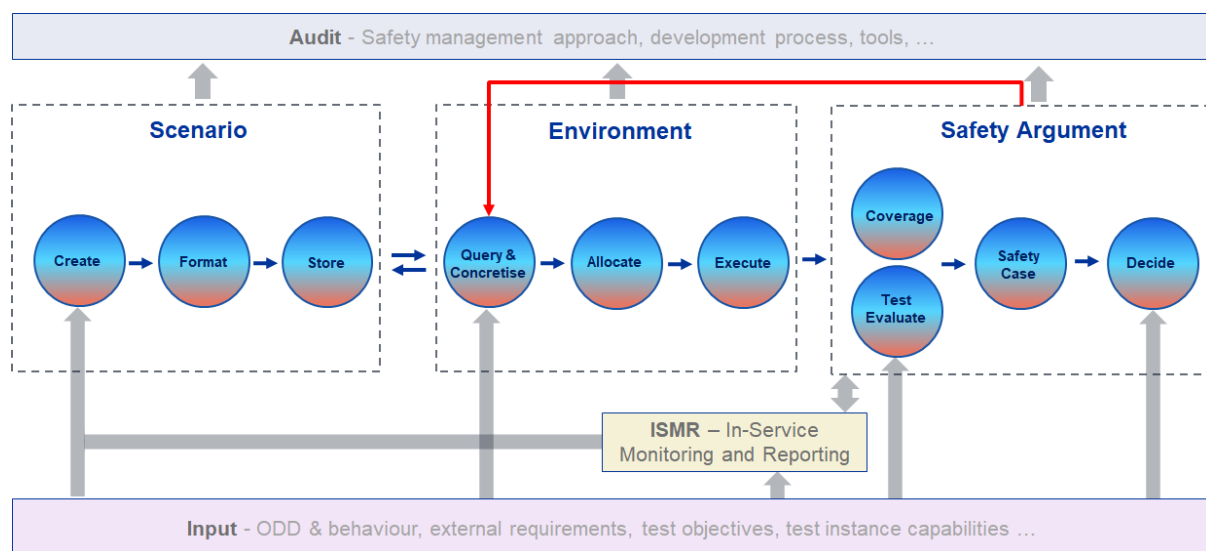 Audit - Safety management approach, development process, tools, …
Scenario
Environment
Safety Argument
Create
Format
Store
Query &
Concretise
Allocate
Execute
Coverage
Test
Evaluate
Safety
Case
Decide
ISMR – In-Service
Monitoring and Reporting
Input - ODD & behaviour, external requirements, test objectives, test instance capabilities …